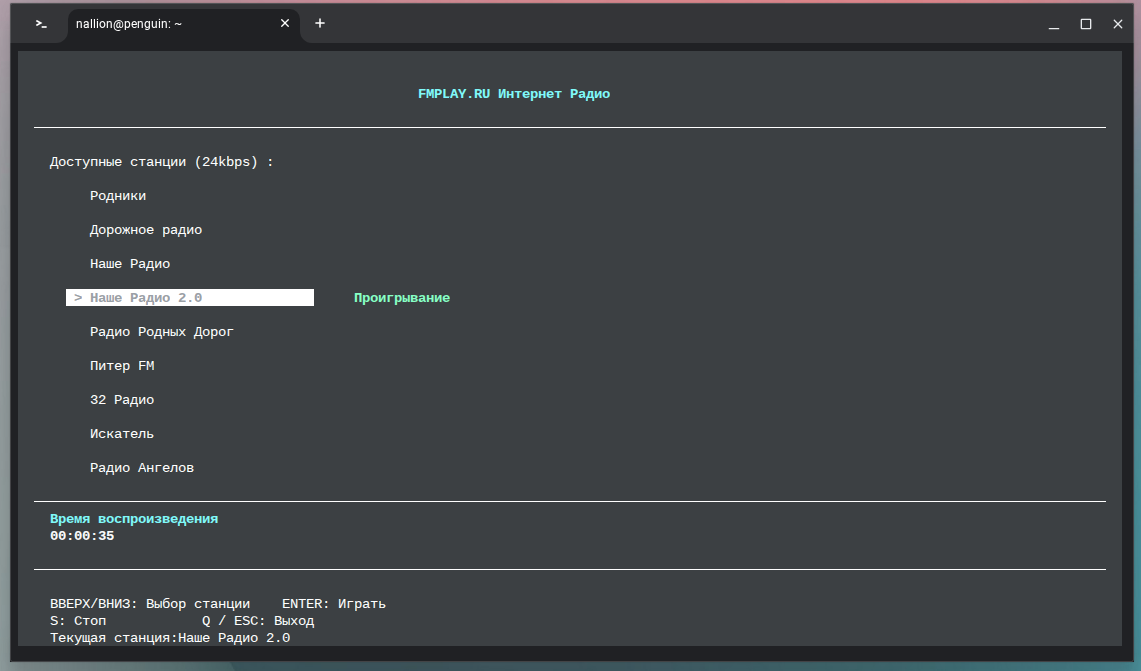 nallion@penguin: ~
FMPLAY.RU Интернет Радио
Доступные станции (24kbps) :
Родники
Дорожное радио
Наше Радио
> Наше Радио 2.0 Проигрывание
Радио Родных Дорог
Питер FM
32 Радио
Искатель
Радио Ангелов
Время воспроизведения
00:00:35
ВВЕРХ/ВНИЗ: Выбор станции ENTER: Играть
S: Стоп Q / ESC: Выход
Текущая станция:Наше Радио 2.0